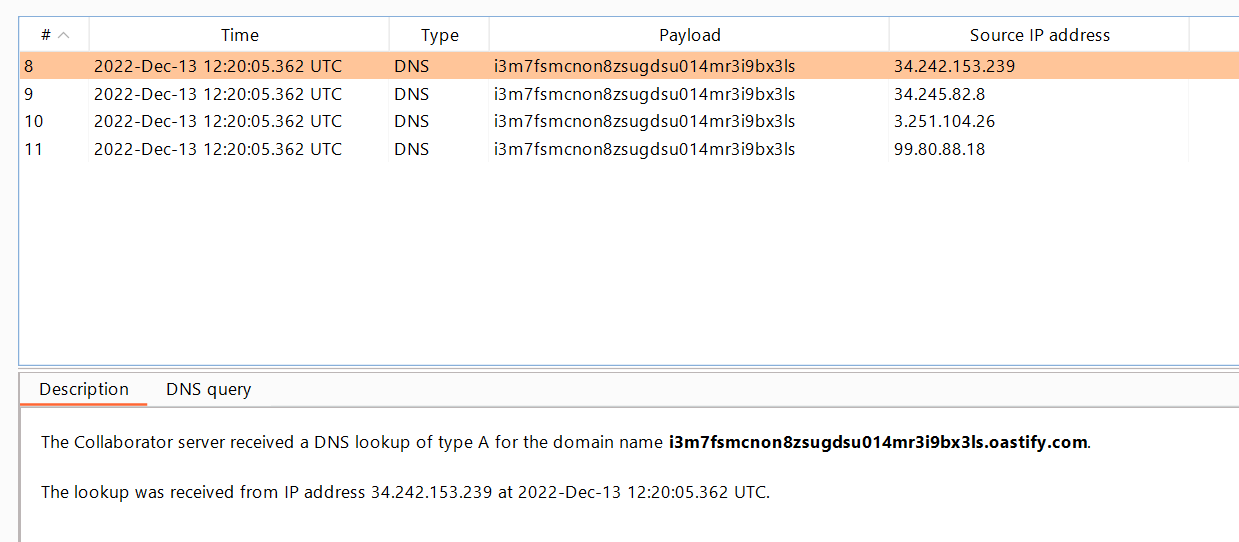 # Time Type Payload Source IP address
8 2022-Dec-13 12:20:05.362 UTC DNS i3m7fsmcnon8zsugdsu014mr3i9bx3ls 34.242.153.239
9 2022-Dec-13 12:20:05.362 UTC DNS i3m7fsmcnon8zsugdsu014mr3i9bx3ls 34.245.82.8
10 2022-Dec-13 12:20:05.362 UTC DNS i3m7fsmcnon8zsugdsu014mr3i9bx3ls 3.251.104.26
11 2022-Dec-13 12:20:05.362 UTC DNS i3m7fsmcnon8zsugdsu014mr3i9bx3ls 99.80.88.18
Description DNS query
The Collaborator server received a DNS lookup of type A for the domain name i3m7fsmcnon8zsugdsu014mr3i9bx3ls.oastify.com.
The lookup was received from IP address 34.242.153.239 at 2022-Dec-13 12:20:05.362 UTC.